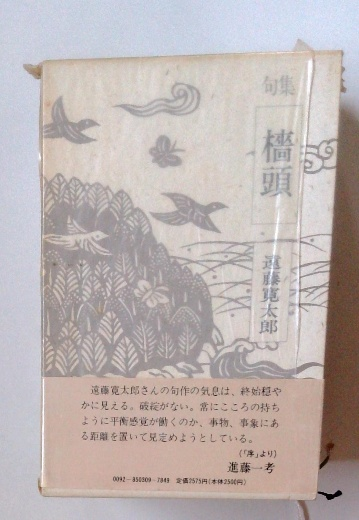 句集
檣頭
遠藤寛太郎
遠藤寛太郎さんの句作の気息は、終始穏や
かに見える。破綻がない。常にこころの持ち
ように平衡感覚が働くのか、事物、事象にあ
る距離を置いて見定めようとしている。
(「序」より)
進藤一考
0092-850309-7849 定価2575円(本体2500円)